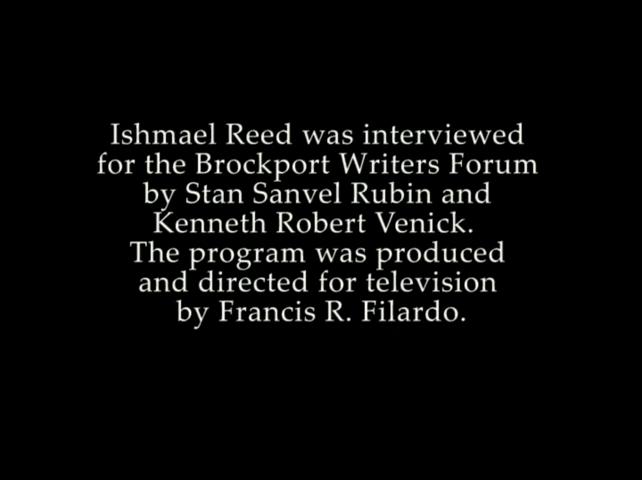 Ishmael Reed was interviewed
for the Brockport Writers Forum
by Stan Sanvel Rubin and
Kenneth Robert Venick.
The program was produced
and directed for television
by Francis R. Filardo.